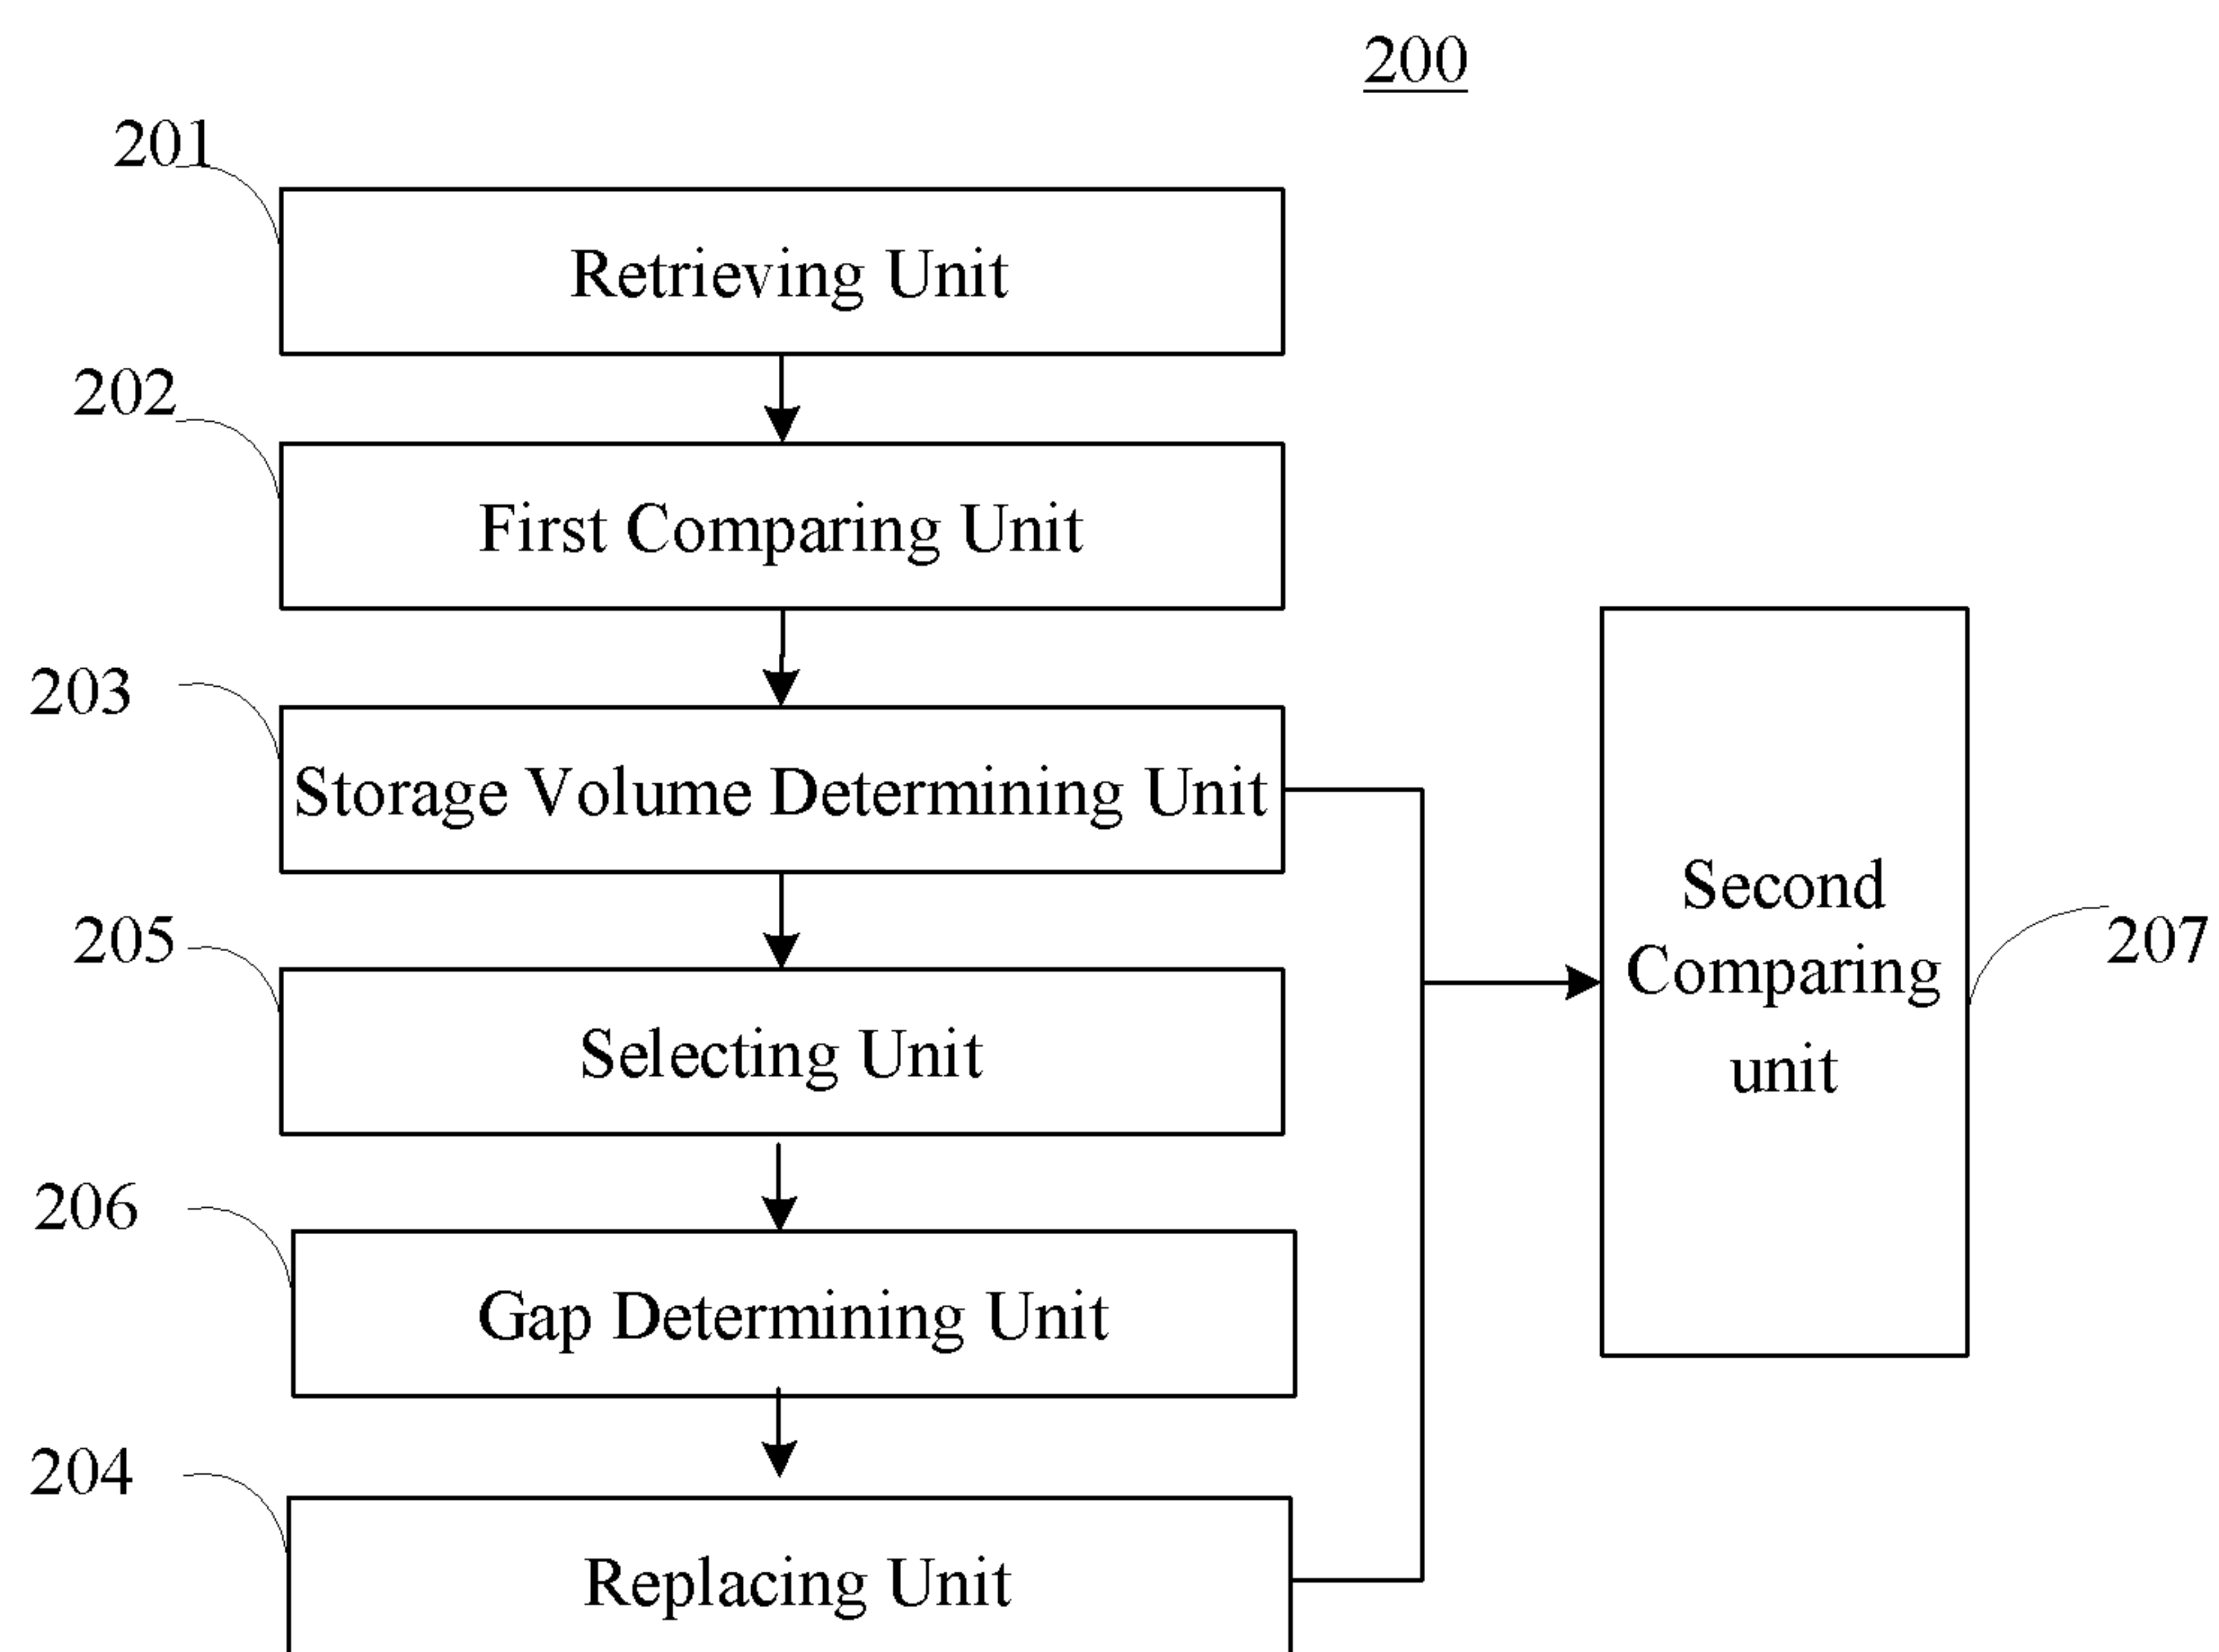 200
201
Retrieving Unit
202
First Comparing Unit
203
Storage Volume Determining Unit
205
Selecting Unit
206
Gap Determining Unit
204
Replacing Unit
Second
Comparing
unit
207